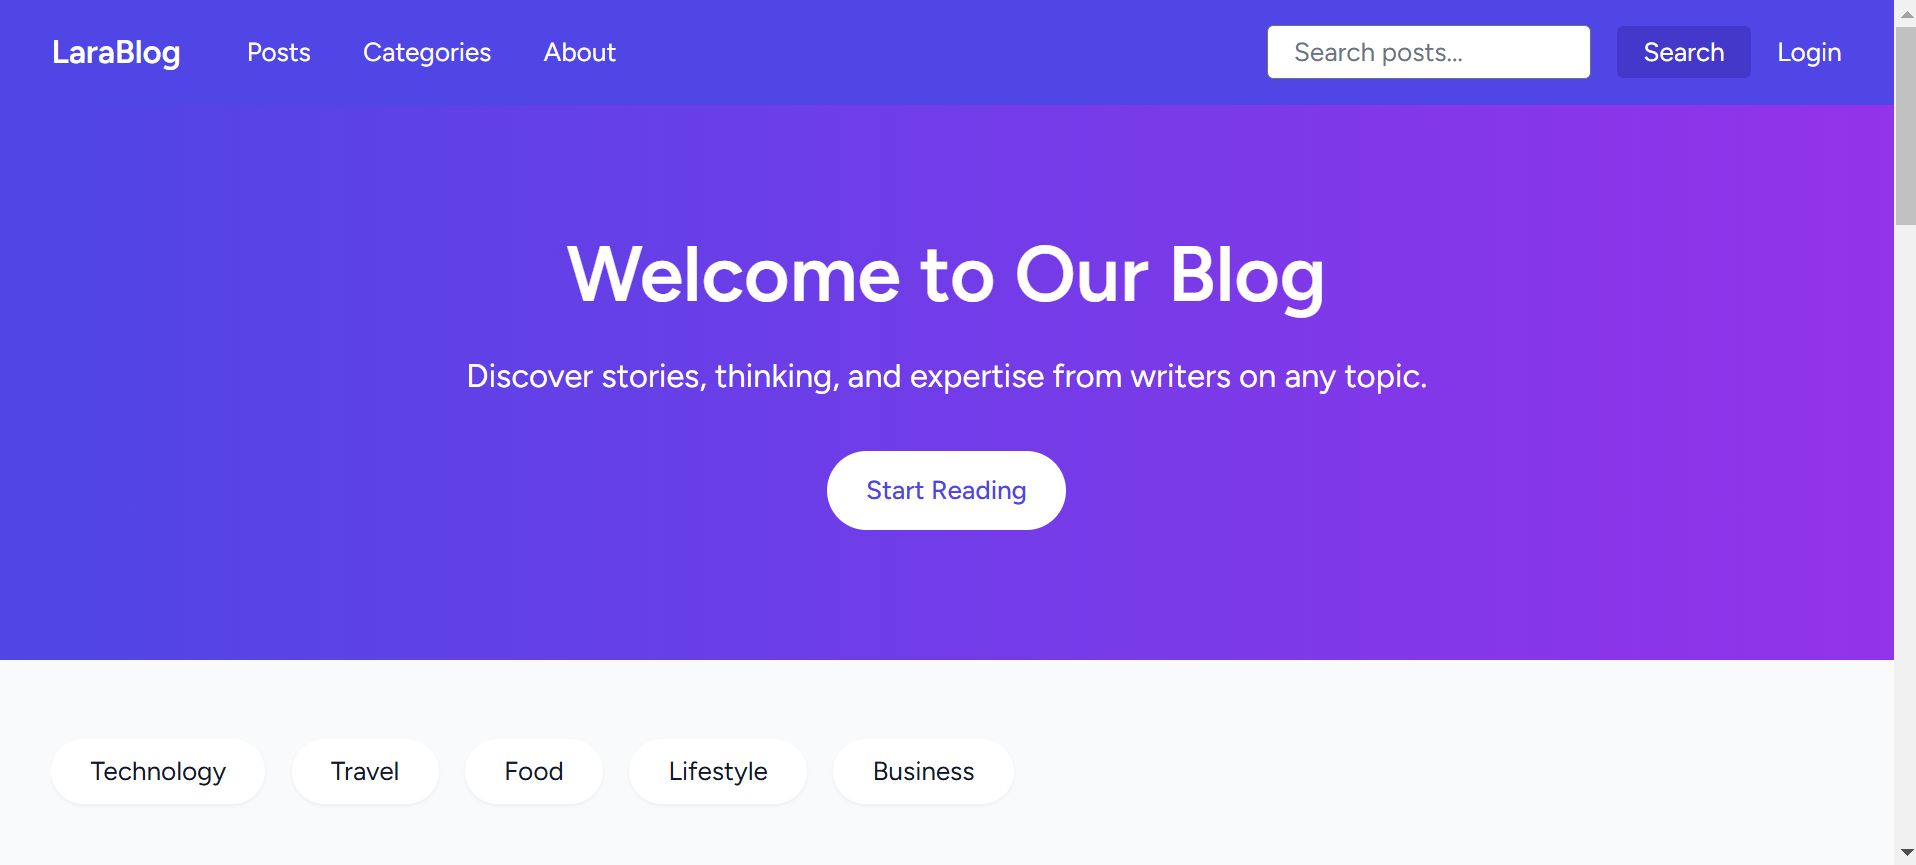 LaraBlog Posts Categories About Search posts... Search Login
Welcome to Our Blog
Discover stories, thinking, and expertise from writers on any topic.
Start Reading
Technology Travel Food Lifestyle Business